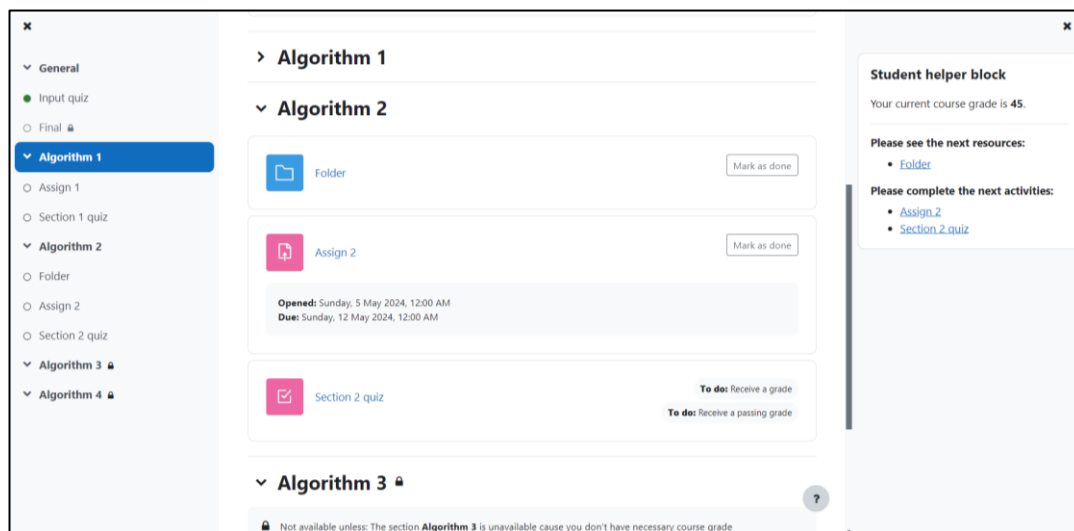 General
Input quiz
Final
Algorithm 1
Assign 1
Section 1 quiz
Algorithm 2
Folder
Assign 2
Section 2 quiz
Algorithm 3
Algorithm 4
Algorithm 1
Algorithm 2
Folder
Mark as done
Assign 2
Mark as done
Opened: Sunday, 5 May 2024, 12:00 AM
Due: Sunday, 12 May 2024, 12:00 AM
Section 2 quiz
To do: Receive a grade
To do: Receive a passing grade
Algorithm 3
Not available unless: The section Algorithm 3 is unavailable cause you don't have necessary course grade
?
Student helper block
Your current course grade is 45.
Please see the next resources:
Folder
Please complete the next activities:
Assign 2
Section 2 quiz